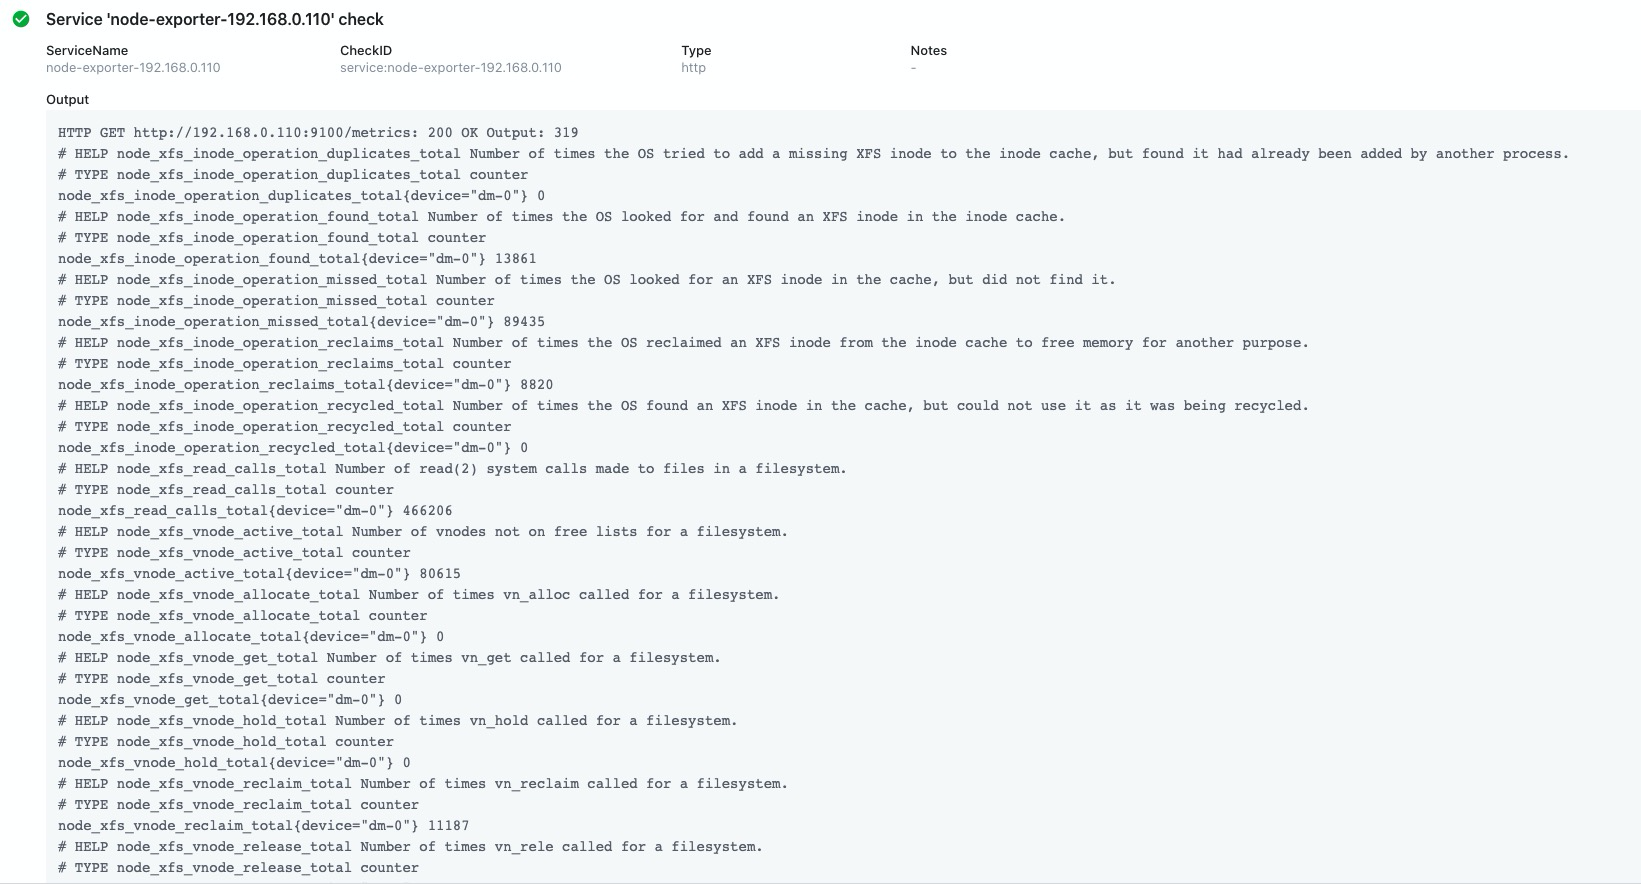 Service 'node-exporter-192.168.0.110' check
ServiceName CheckID Type Notes
node-exporter-192.168.0.110 service:node-exporter-192.168.0.110 http -
Output
HTTP GET http://192.168.0.110:9100/metrics: 200 OK Output: 319
# HELP node_xfs_inode_operation_duplicates_total Number of times the OS tried to add a missing XFS inode to the inode cache, but found it had already been added by another process.
# TYPE node_xfs_inode_operation_duplicates_total counter
node_xfs_inode_operation_duplicates_total{device="dm-0"} 0
# HELP node_xfs_inode_operation_found_total Number of times the OS looked for and found an XFS inode in the inode cache.
# TYPE node_xfs_inode_operation_found_total counter
node_xfs_inode_operation_found_total{device="dm-0"} 13861
# HELP node_xfs_inode_operation_missed_total Number of times the OS looked for an XFS inode in the cache, but did not find it.
# TYPE node_xfs_inode_operation_missed_total counter
node_xfs_inode_operation_missed_total{device="dm-0"} 89435
# HELP node_xfs_inode_operation_reclaims_total Number of times the OS reclaimed an XFS inode from the inode cache to free memory for another purpose.
# TYPE node_xfs_inode_operation_reclaims_total counter
node_xfs_inode_operation_reclaims_total{device="dm-0"} 8820
# HELP node_xfs_inode_operation_recycled_total Number of times the OS found an XFS inode in the cache, but could not use it as it was being recycled.
# TYPE node_xfs_inode_operation_recycled_total counter
node_xfs_inode_operation_recycled_total{device="dm-0"} 0
# HELP node_xfs_read_calls_total Number of read(2) system calls made to files in a filesystem.
# TYPE node_xfs_read_calls_total counter
node_xfs_read_calls_total{device="dm-0"} 466206
# HELP node_xfs_vnode_active_total Number of vnodes not on free lists for a filesystem.
# TYPE node_xfs_vnode_active_total counter
node_xfs_vnode_active_total{device="dm-0"} 80615
# HELP node_xfs_vnode_allocate_total Number of times vn_alloc called for a filesystem.
# TYPE node_xfs_vnode_allocate_total counter
node_xfs_vnode_allocate_total{device="dm-0"} 0
# HELP node_xfs_vnode_get_total Number of times vn_get called for a filesystem.
# TYPE node_xfs_vnode_get_total counter
node_xfs_vnode_get_total{device="dm-0"} 0
# HELP node_xfs_vnode_hold_total Number of times vn_hold called for a filesystem.
# TYPE node_xfs_vnode_hold_total counter
node_xfs_vnode_hold_total{device="dm-0"} 0
# HELP node_xfs_vnode_reclaim_total Number of times vn_reclaim called for a filesystem.
# TYPE node_xfs_vnode_reclaim_total counter
node_xfs_vnode_reclaim_total{device="dm-0"} 11187
# HELP node_xfs_vnode_release_total Number of times vn_rele called for a filesystem.
# TYPE node_xfs_vnode_release_total counter